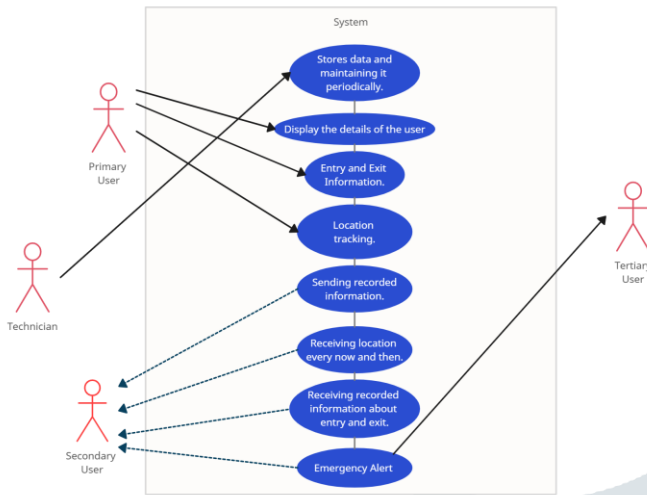 System
Stores data and
maintaining it
periodically.
Display the details of the user
Primary
User
Entry and Exit
Information.
Location
tracking.
Tertiary
User
Technician
Sending recorded
information.
Receiving location
every now and then.
Receiving recorded
information about
entry and exit.
Secondary
User
Emergency Alert